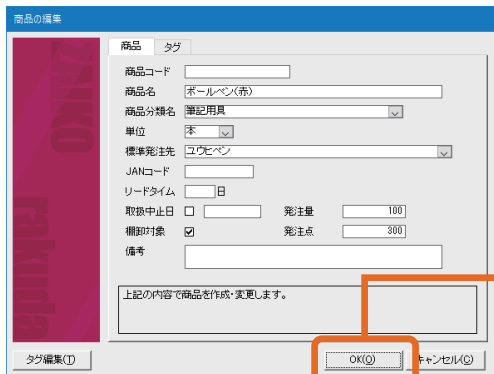 商品の編集
商品 タグ
商品コード
商品名 ボールペン(赤)
商品分類名 筆記用具
単位 本
標準発注先 ユウヒペン
JANコード
リードタイム 日
取扱中止日 発注量 100
棚卸対象 発注点 300
備考
上記の内容で商品を作成・変更します。
タグ編集(T) OK(O) キャンセル(C)
ZAIKO
rakuda